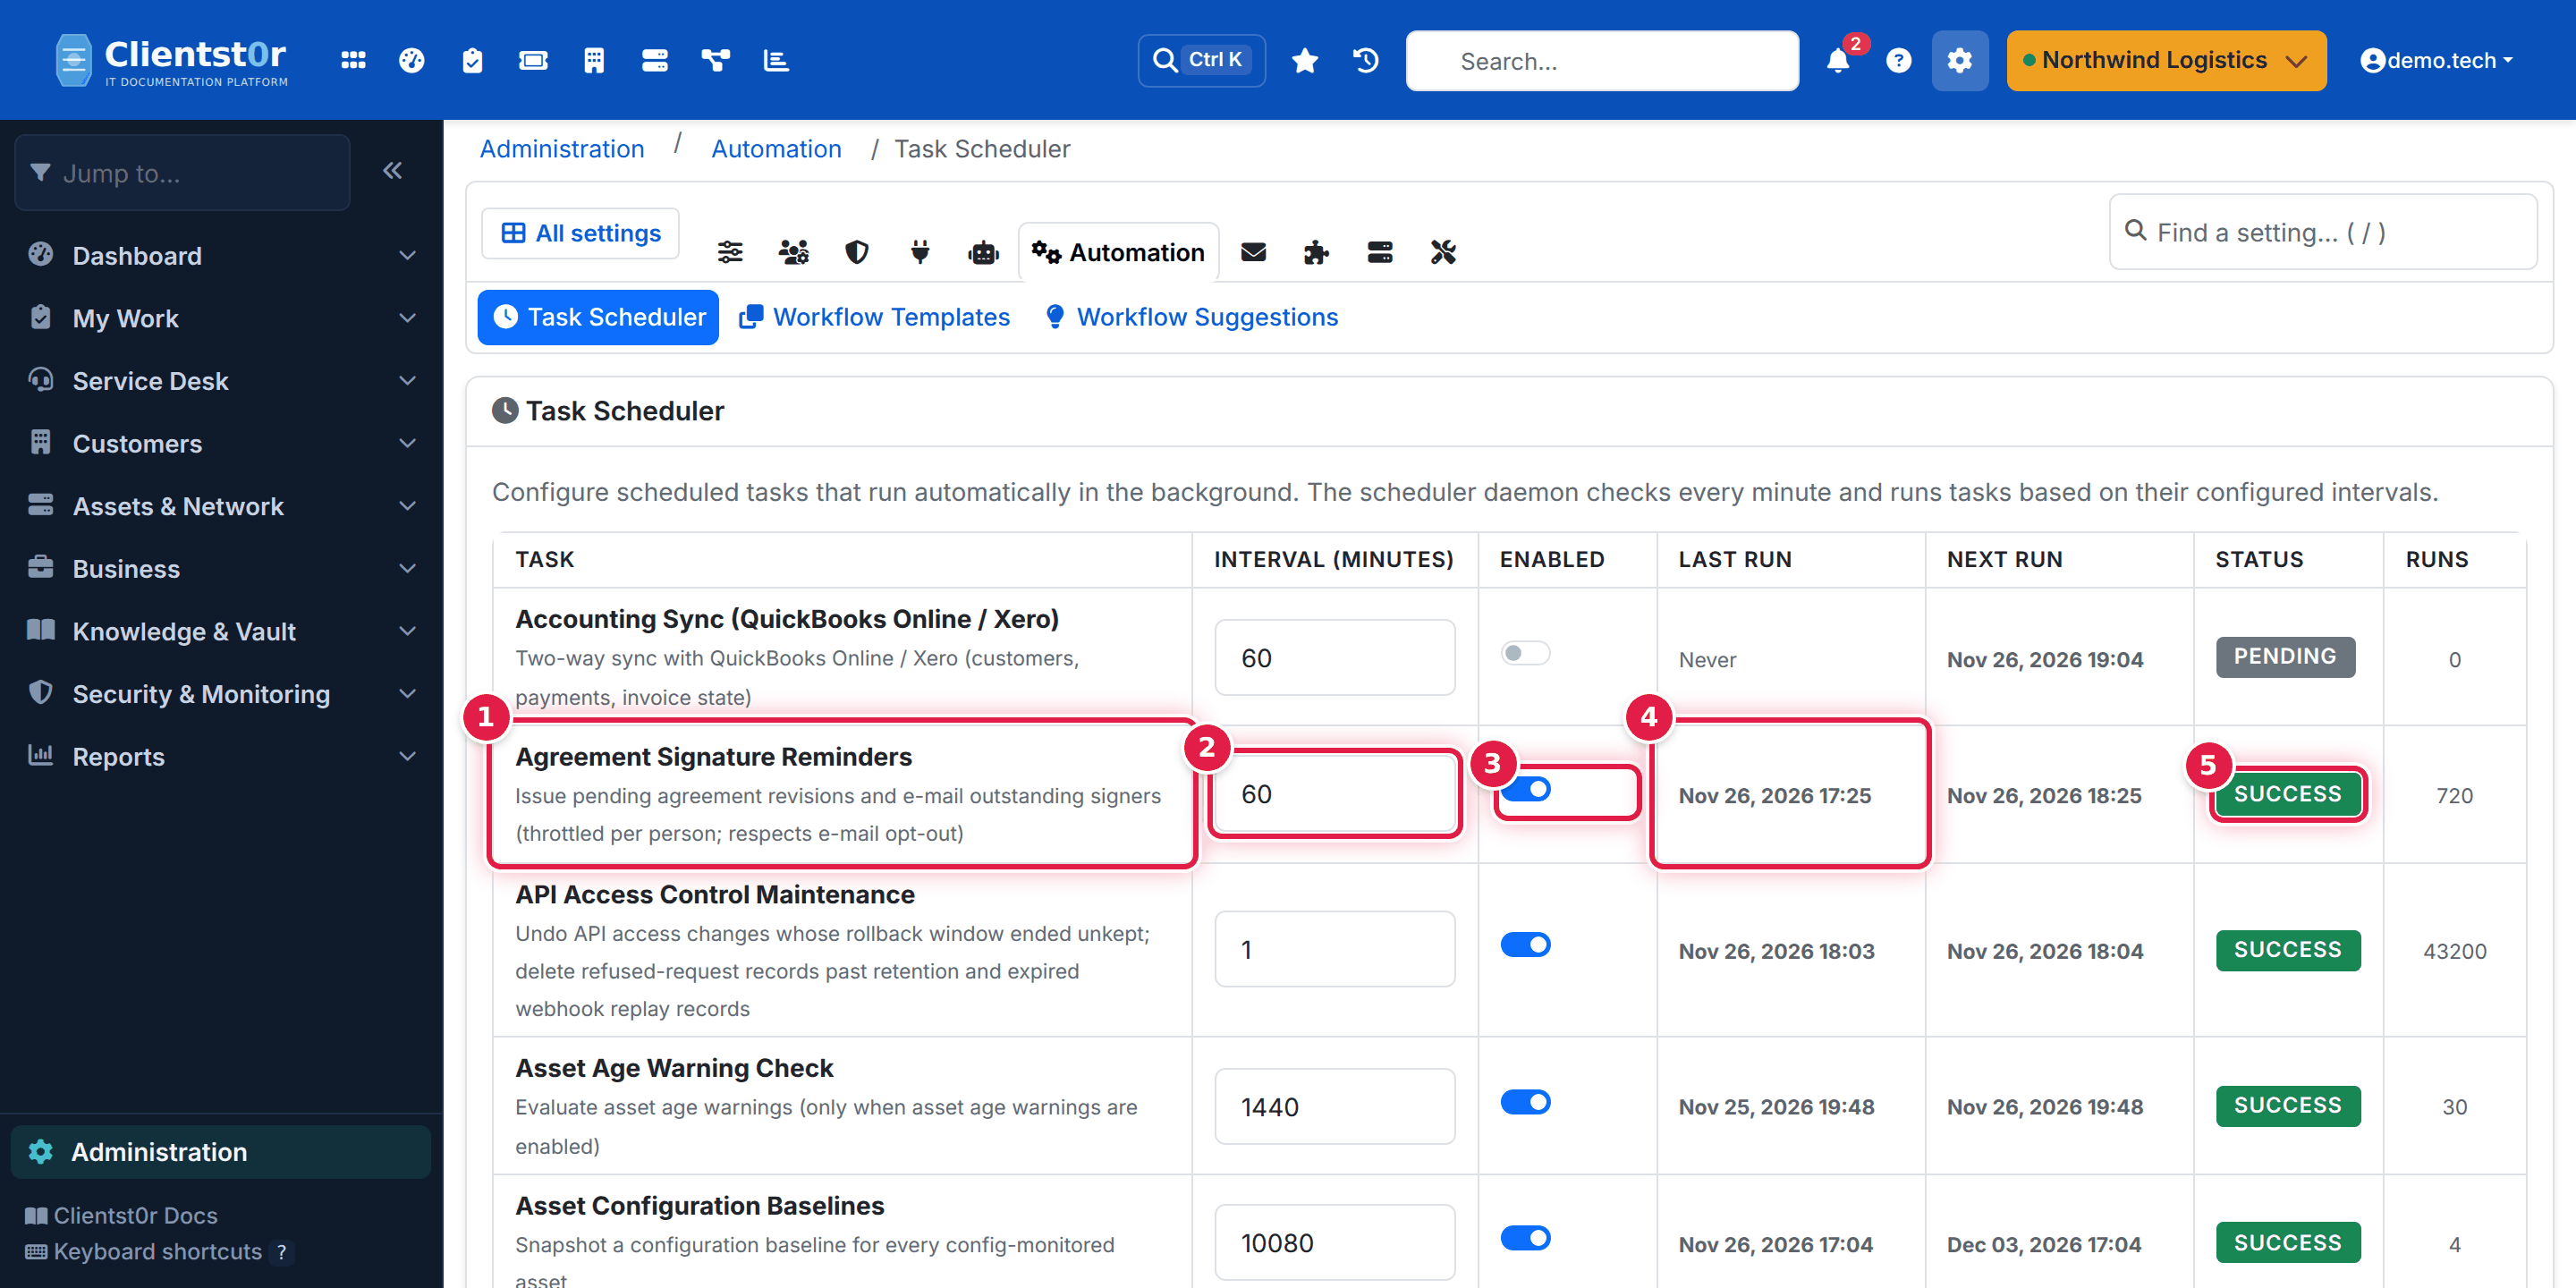 Clientst0r
IT DOCUMENTATION PLATFORM
Ctrl K
Search...
2
?
Northwind Logistics
demo.tech
Jump to...
Dashboard
My Work
Service Desk
Customers
Assets & Network
Business
Knowledge & Vault
Security & Monitoring
Reports
Administration
Clientst0r Docs
Keyboard shortcuts ?
Administration / Automation / Task Scheduler
All settings
Automation
Find a setting... ( / )
Task Scheduler
Workflow Templates
Workflow Suggestions
Task Scheduler
Configure scheduled tasks that run automatically in the background. The scheduler daemon checks every minute and runs tasks based on their configured intervals.
TASK INTERVAL (MINUTES) ENABLED LAST RUN NEXT RUN STATUS RUNS
Accounting Sync (QuickBooks Online / Xero)
Two-way sync with QuickBooks Online / Xero (customers,
payments, invoice state)
60 Never Nov 26, 2026 19:04 PENDING 0
1 2 3 4 5
Agreement Signature Reminders
Issue pending agreement revisions and e-mail outstanding signers
(throttled per person; respects e-mail opt-out)
60 Nov 26, 2026 17:25 Nov 26, 2026 18:25 SUCCESS 720
API Access Control Maintenance
Undo API access changes whose rollback window ended unkept;
delete refused-request records past retention and expired
webhook replay records
1 Nov 26, 2026 18:03 Nov 26, 2026 18:04 SUCCESS 43200
Asset Age Warning Check
Evaluate asset age warnings (only when asset age warnings are
enabled)
1440 Nov 25, 2026 19:48 Nov 26, 2026 19:48 SUCCESS 30
Asset Configuration Baselines
Snapshot a configuration baseline for every config-monitored
asset
10080 Nov 26, 2026 17:04 Dec 03, 2026 17:04 SUCCESS 4